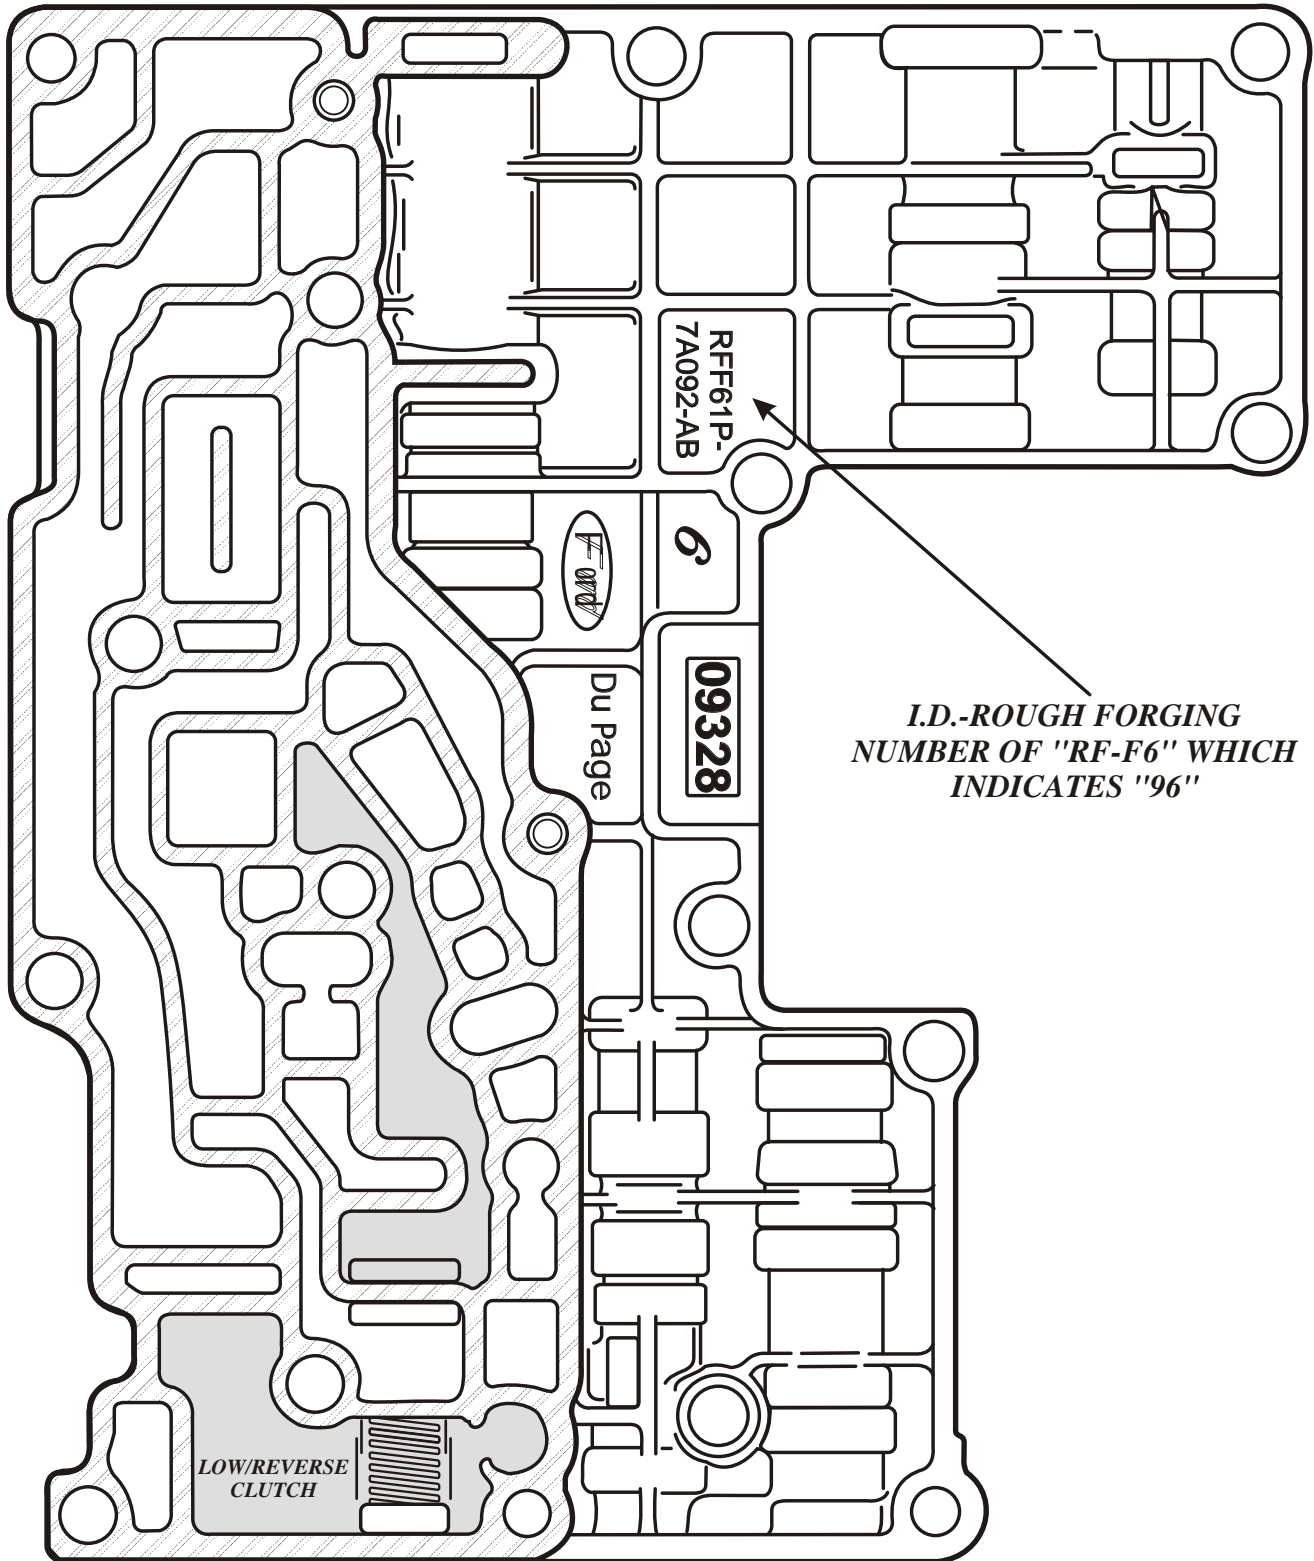 RFF61P-
7A092-AB
6
Ford
09328
Du Page
I.D.-ROUGH FORGING
NUMBER OF "RF-F6" WHICH
INDICATES "96"
LOW/REVERSE
CLUTCH